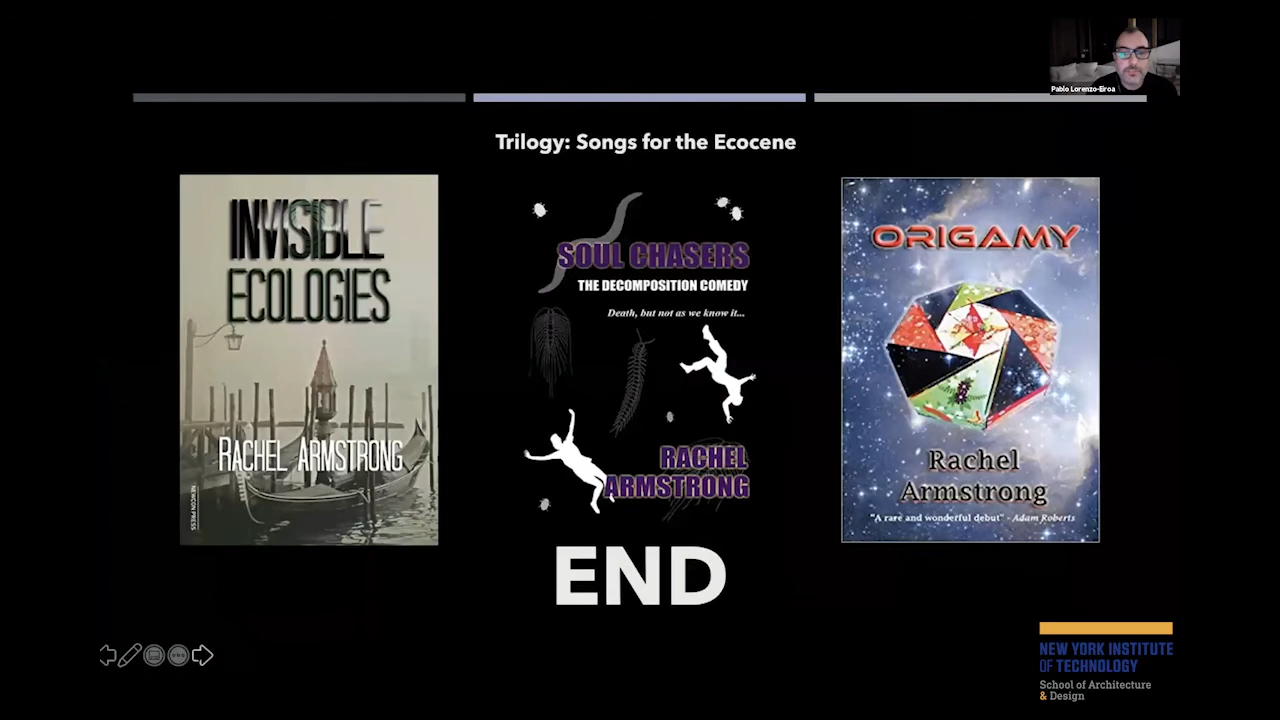 Pablo Lorenzo-Eiroa
Trilogy: Songs for the Ecocene
INVISIBLE
ECOLOGIES
RACHEL ARMSTRONG
NEWCON PRESS
SOUL CHASERS
THE DECOMPOSITION COMEDY
Death, but not as we know it...
RACHEL
ARMSTRONG
ORIGAMY
Rachel
Armstrong
"A rare and wonderful debut" - Adam Roberts
END
NEW YORK INSTITUTE
OF TECHNOLOGY
School of Architecture
& Design